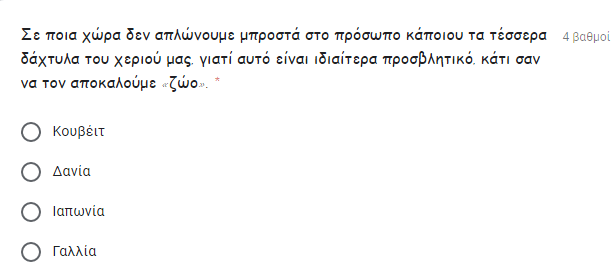 Σε ποια χώρα δεν απλώνουμε μπροστά στο πρόσωπο κάποιου τα τέσσερα
4 βαθμοί
δάχτυλα του χεριού μας, γιατί αυτό είναι ιδιαίτερα προσβλητικό, κάτι σαν
να τον αποκαλούμε «ζώο». *
Κουβέιτ
Δανία
Ιαπωνία
Γαλλία